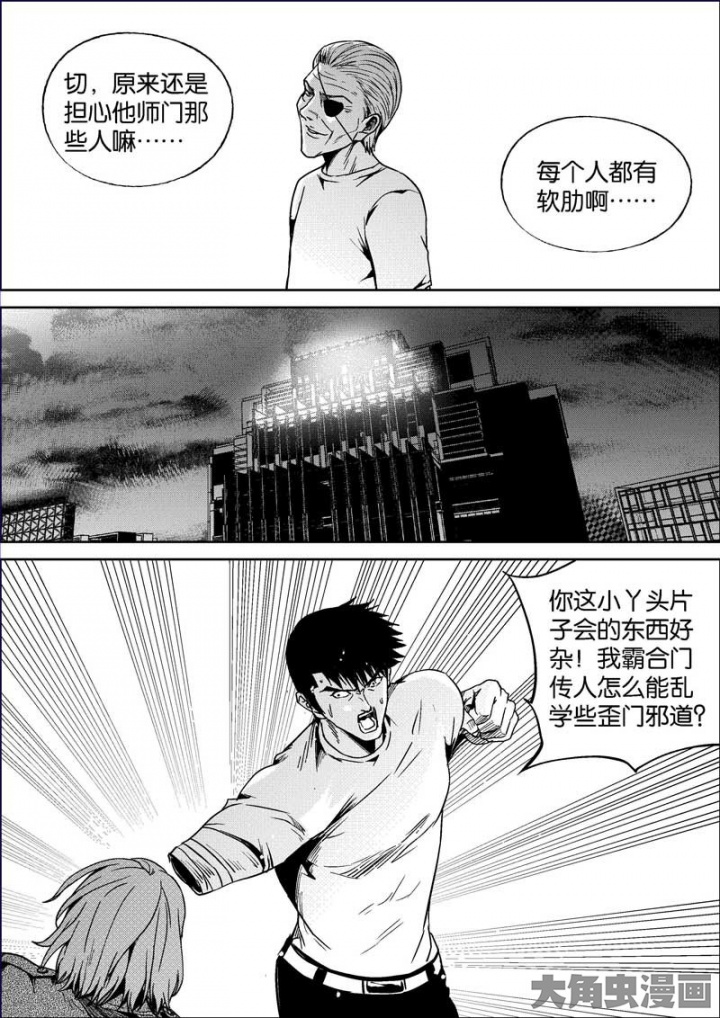 切，原来还是
担心他师门那
些人嘛……
每个人都有
软肋啊……
你这小丫头片
子会的东西好
杂！我霸合门
传人怎么能乱
学些歪门邪道？
大角虫漫画